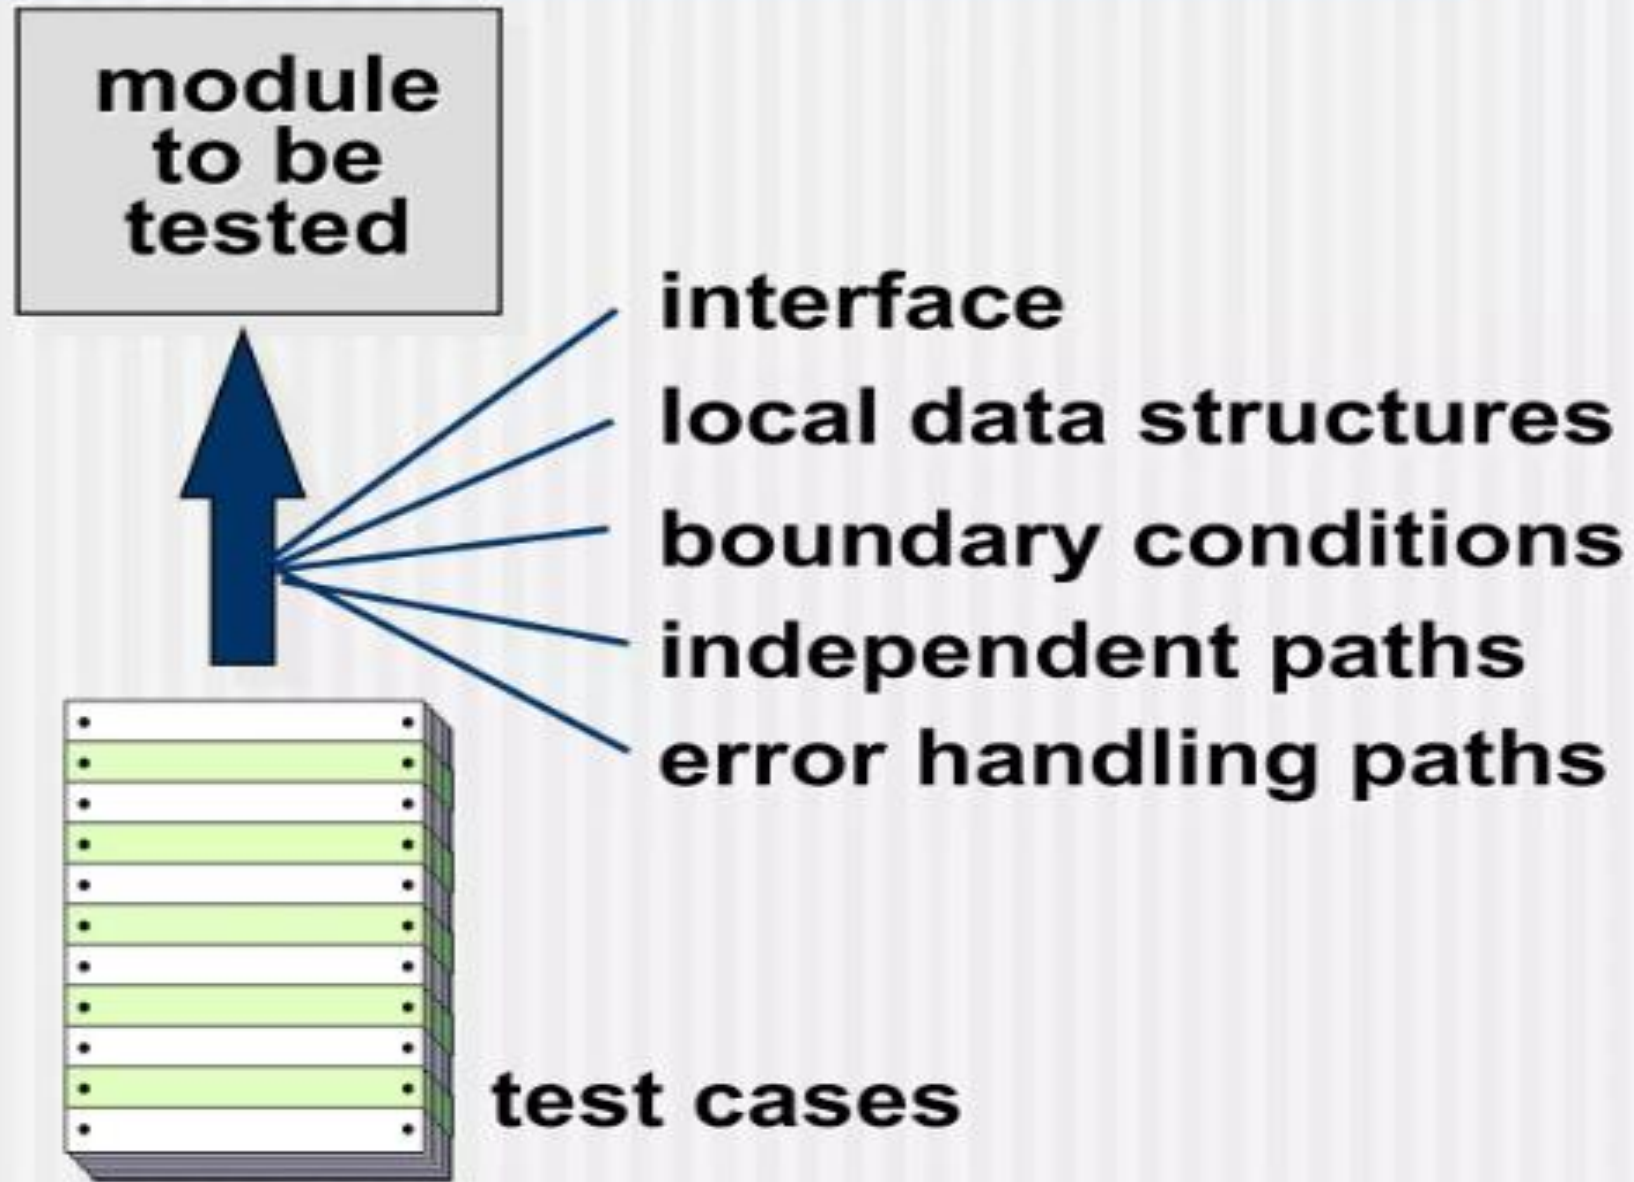 module
to be
tested
interface
local data structures
boundary conditions
independent paths
error handling paths
test cases